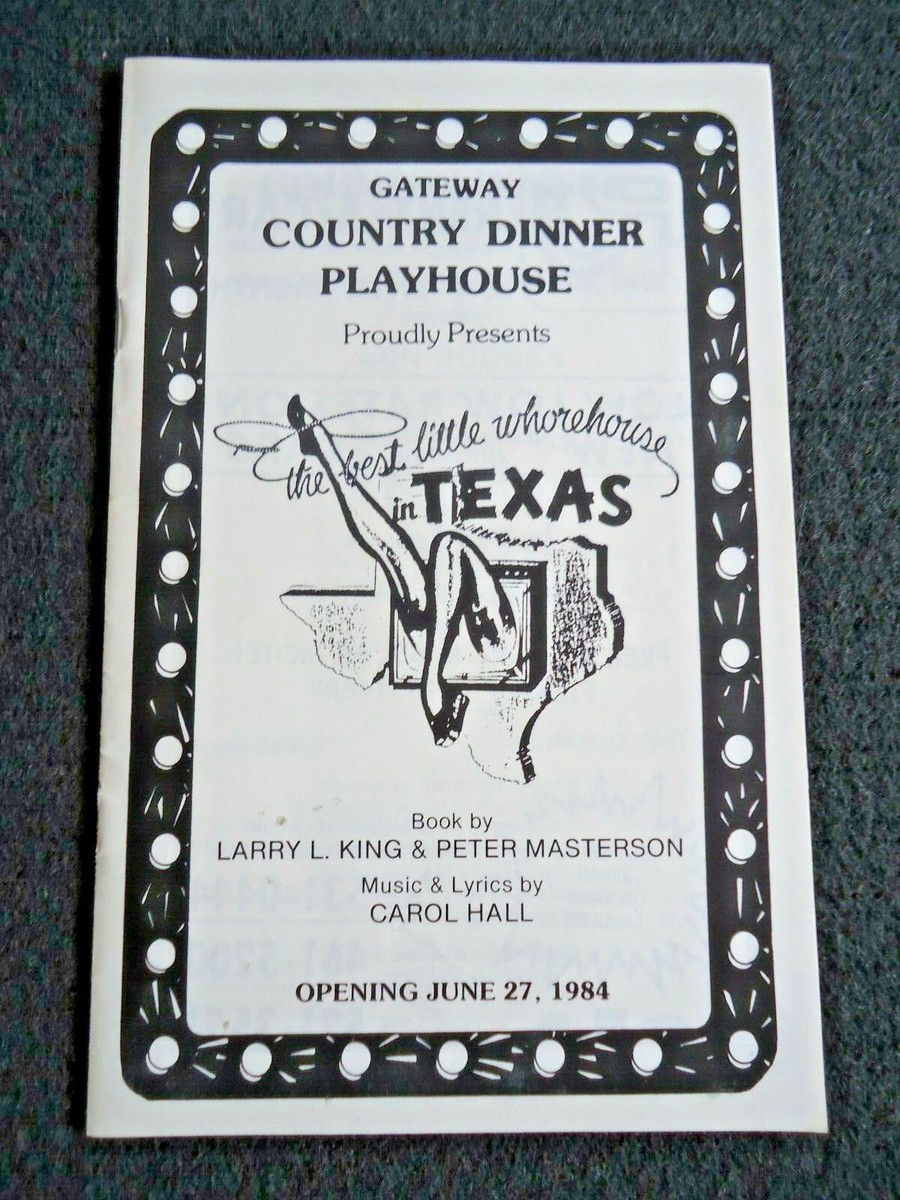 GATEWAY
COUNTRY DINNER
PLAYHOUSE
Proudly Presents
the best little whorehouse
in TEXAS
Book by
LARRY L. KING & PETER MASTERSON
Music & Lyrics by
CAROL HALL
OPENING JUNE 27, 1984